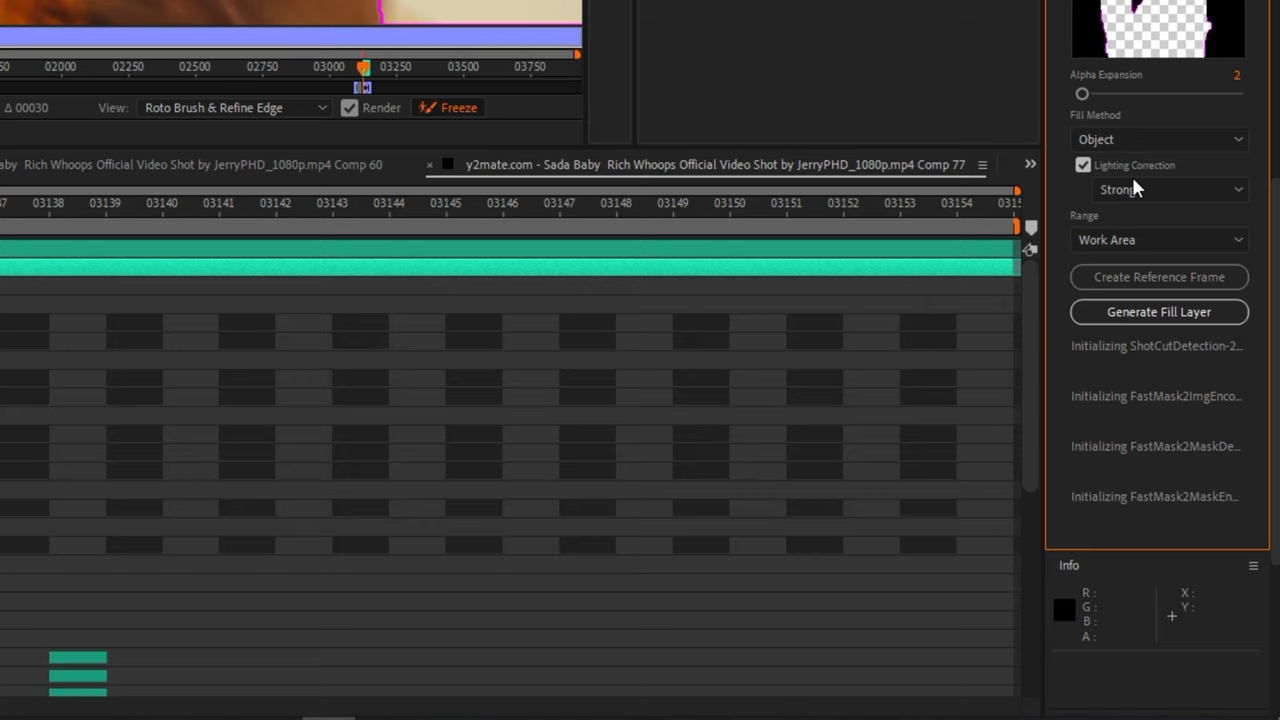 02000 02250 02500 02750 03000 03250 03500 03750
Δ 00030 View: Roto Brush & Refine Edge Render Freeze
Rich Whoops Official Video Shot by JerryPHD_1080p.mp4 Comp 60
× y2mate.com - Sada Baby Rich Whoops Official Video Shot by JerryPHD_1080p.mp4 Comp 77
03138 03139 03140 03141 03142 03143 03144 03145 03146 03147 03148 03149 03150 03151 03152 03153 03154
Alpha Expansion 2
Fill Method
Object
Lighting Correction
Strong
Range
Work Area
Create Reference Frame
Generate Fill Layer
Initializing ShotCutDetection-2...
Initializing FastMask2ImgEnco...
Initializing FastMask2MaskDe...
Initializing FastMask2MaskEn...
Info
R :
G :
B :
A :
X :
Y :